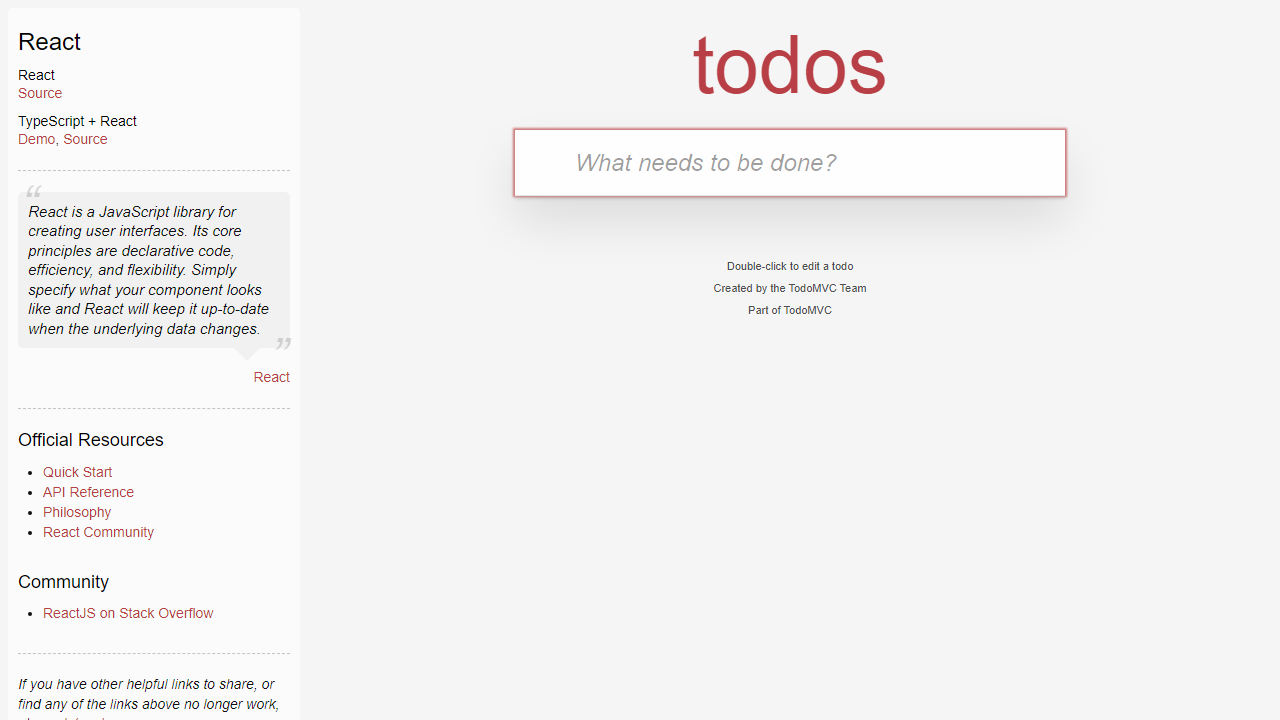 React
React
Source
TypeScript + React
Demo, Source
“
React is a JavaScript library for
creating user interfaces. Its core
principles are declarative code,
efficiency, and flexibility. Simply
specify what your component looks
like and React will keep it up-to-date
when the underlying data changes.
”
React
Official Resources
• Quick Start
• API Reference
• Philosophy
• React Community
Community
• ReactJS on Stack Overflow
If you have other helpful links to share, or
find any of the links above no longer work,
todos
What needs to be done?
Double-click to edit a todo
Created by the TodoMVC Team
Part of TodoMVC